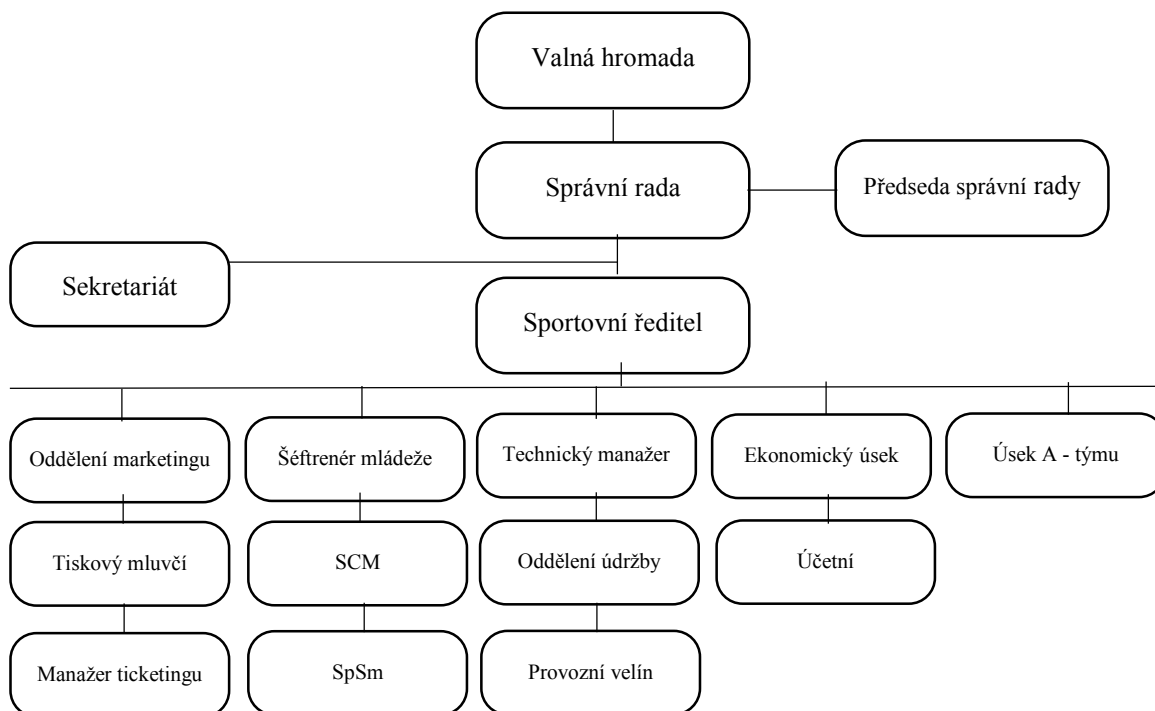 Valná hromada
Správní rada
Předseda správní rady
Sekretariát
Sportovní ředitel
Oddělení marketingu
Šéftrenér mládeže
Technický manažer
Ekonomický úsek
Úsek A - týmu
Tiskový mluvčí
SCM
Oddělení údržby
Účetní
Manažer ticketingu
SpSm
Provozní velín